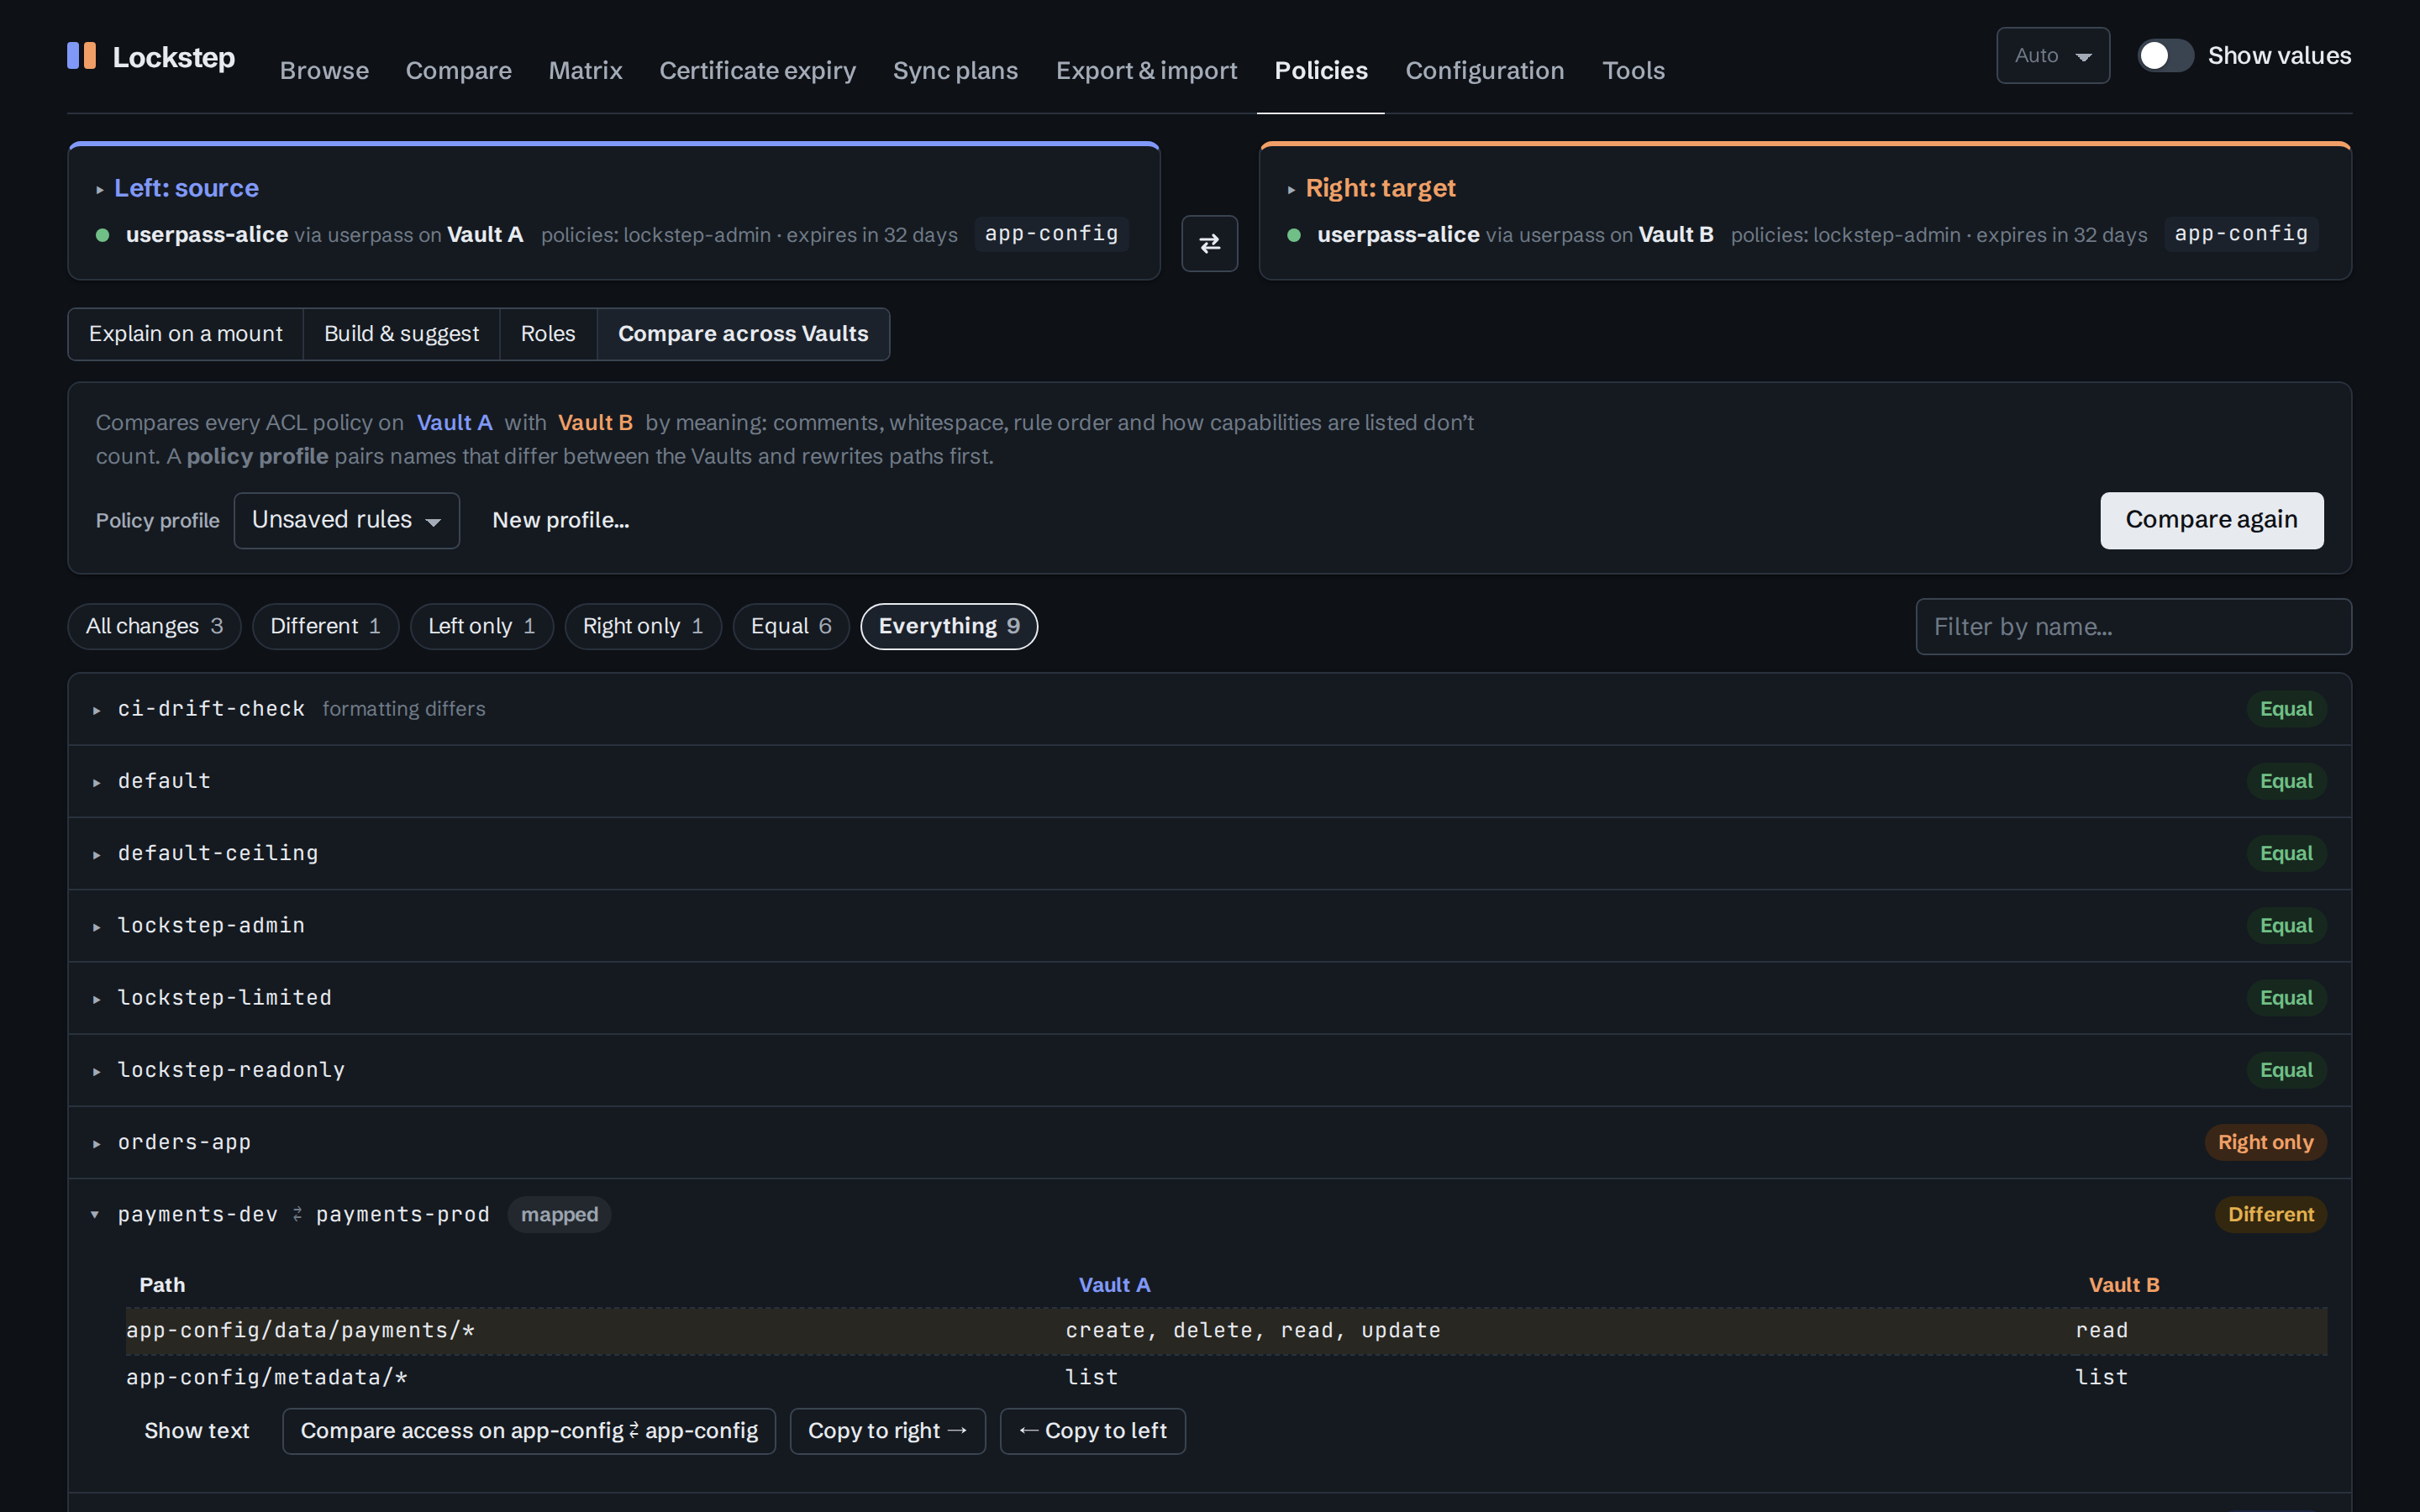 Lockstep
Browse Compare Matrix Certificate expiry Sync plans Export & import Policies Configuration Tools
Auto
Show values
Left: source
userpass-alice via userpass on Vault A policies: lockstep-admin · expires in 32 days app-config
Right: target
userpass-alice via userpass on Vault B policies: lockstep-admin · expires in 32 days app-config
Explain on a mount Build & suggest Roles Compare across Vaults
Compares every ACL policy on Vault A with Vault B by meaning: comments, whitespace, rule order and how capabilities are listed don’t
count. A policy profile pairs names that differ between the Vaults and rewrites paths first.
Policy profile Unsaved rules New profile... Compare again
All changes 3 Different 1 Left only 1 Right only 1 Equal 6 Everything 9 Filter by name...
ci-drift-check formatting differs Equal
default Equal
default-ceiling Equal
lockstep-admin Equal
lockstep-limited Equal
lockstep-readonly Equal
orders-app Right only
payments-dev ⇄ payments-prod mapped Different
Path Vault A Vault B
app-config/data/payments/* create, delete, read, update read
app-config/metadata/* list list
Show text Compare access on app-config ⇄ app-config Copy to right → ← Copy to left